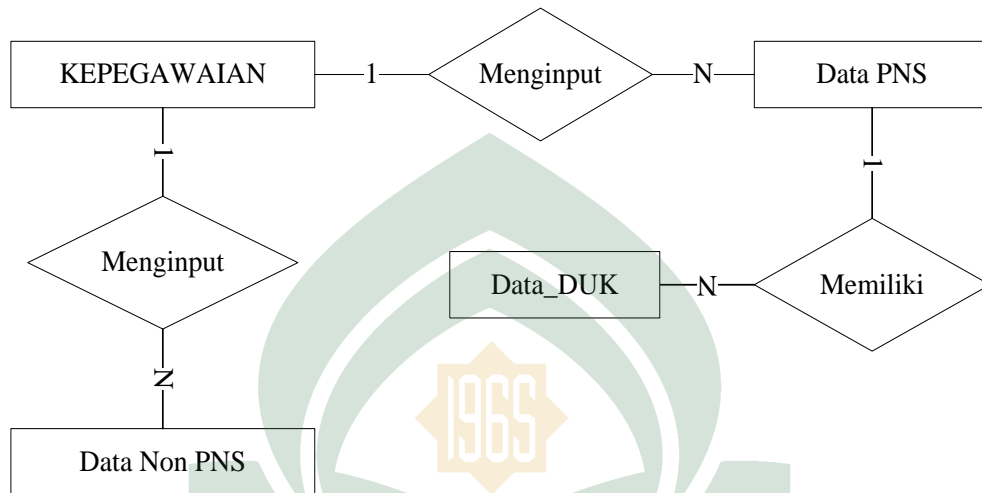 KEPEGAWAIAN
1
Menginput
N
Data PNS
1
1
Menginput
Data_DUK
N
Memiliki
1965
N
Data Non PNS